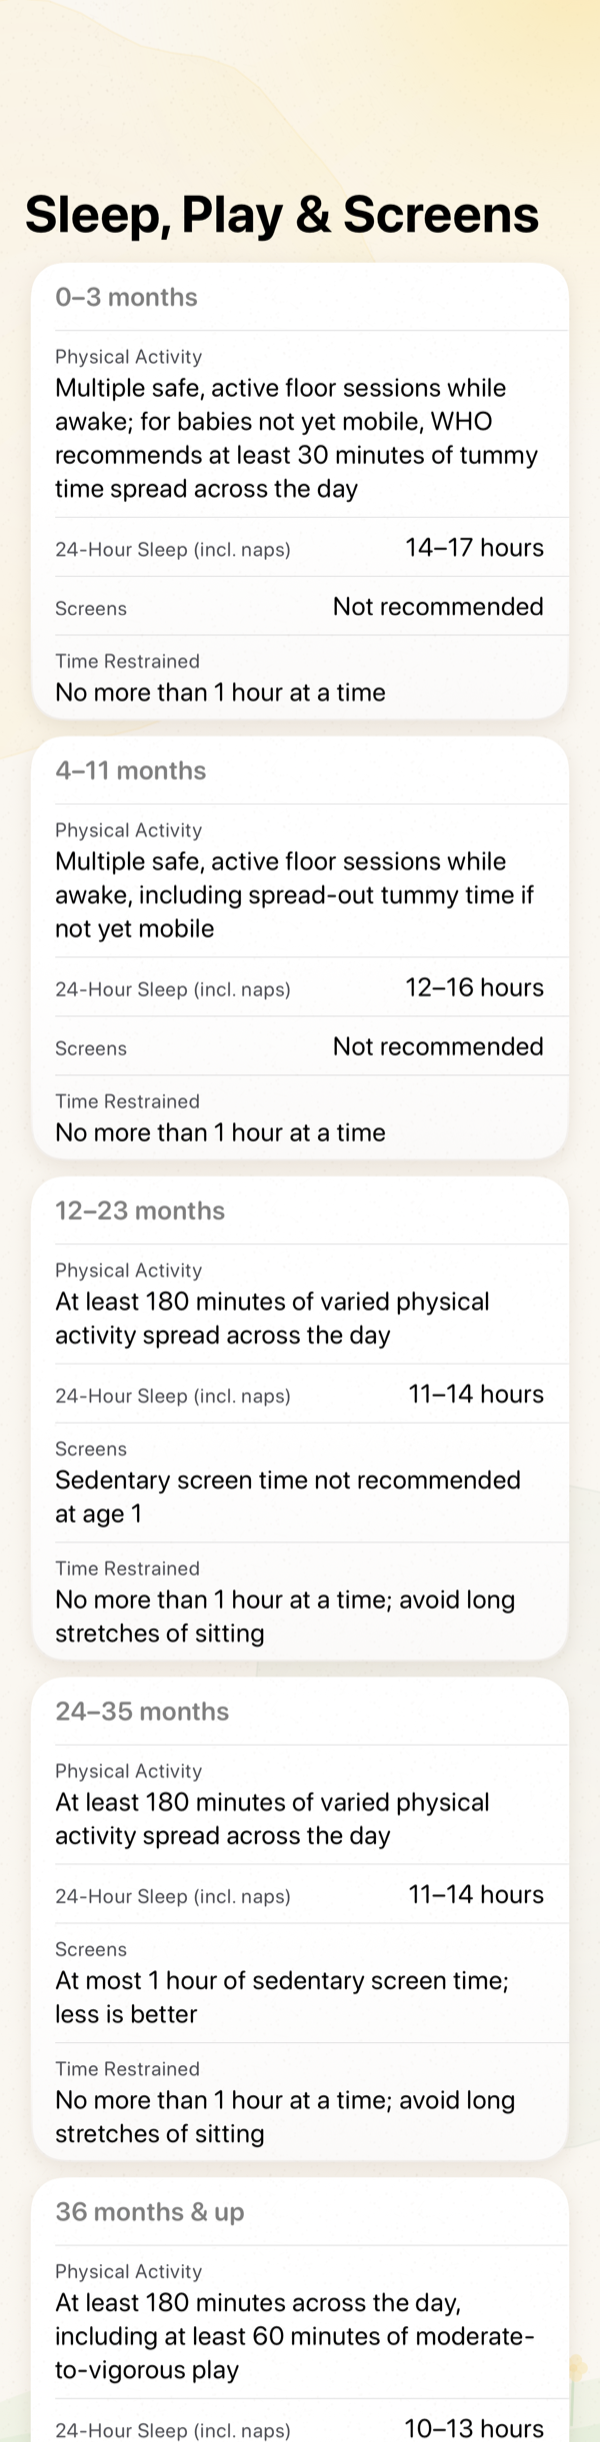 Sleep, Play & Screens
0–3 months
Physical Activity
Multiple safe, active floor sessions while
awake; for babies not yet mobile, WHO
recommends at least 30 minutes of tummy
time spread across the day
24-Hour Sleep (incl. naps) 14–17 hours
Screens Not recommended
Time Restrained
No more than 1 hour at a time
4–11 months
Physical Activity
Multiple safe, active floor sessions while
awake, including spread-out tummy time if
not yet mobile
24-Hour Sleep (incl. naps) 12–16 hours
Screens Not recommended
Time Restrained
No more than 1 hour at a time
12–23 months
Physical Activity
At least 180 minutes of varied physical
activity spread across the day
24-Hour Sleep (incl. naps) 11–14 hours
Screens
Sedentary screen time not recommended
at age 1
Time Restrained
No more than 1 hour at a time; avoid long
stretches of sitting
24–35 months
Physical Activity
At least 180 minutes of varied physical
activity spread across the day
24-Hour Sleep (incl. naps) 11–14 hours
Screens
At most 1 hour of sedentary screen time;
less is better
Time Restrained
No more than 1 hour at a time; avoid long
stretches of sitting
36 months & up
Physical Activity
At least 180 minutes across the day,
including at least 60 minutes of moderate-
to-vigorous play
24-Hour Sleep (incl. naps) 10–13 hours